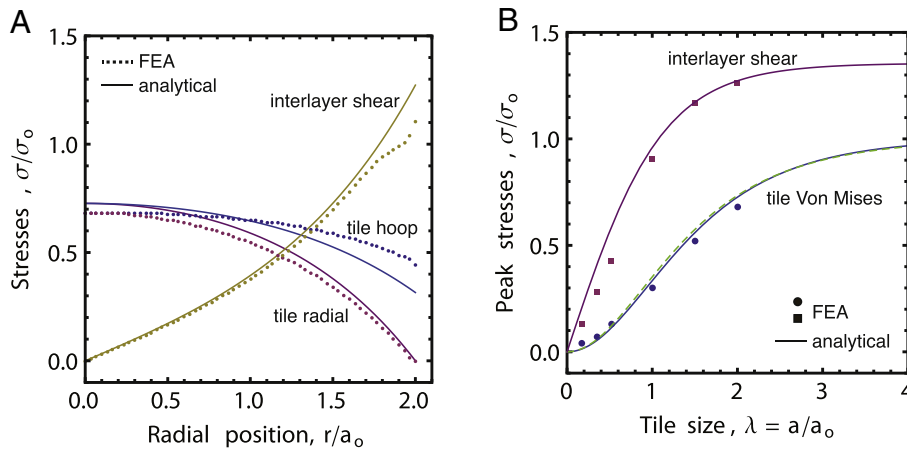 A
1.5
1.0
0.5
0.0
Stresses , σ/σo
FEA
analytical
interlayer shear
tile hoop
tile radial
0.0 0.5 1.0 1.5 2.0
Radial position, r/ao
B
1.5
1.0
0.5
0.0
Peak stresses , σ/σo
interlayer shear
tile Von Mises
FEA
analytical
0 1 2 3 4
Tile size , λ = a/ao